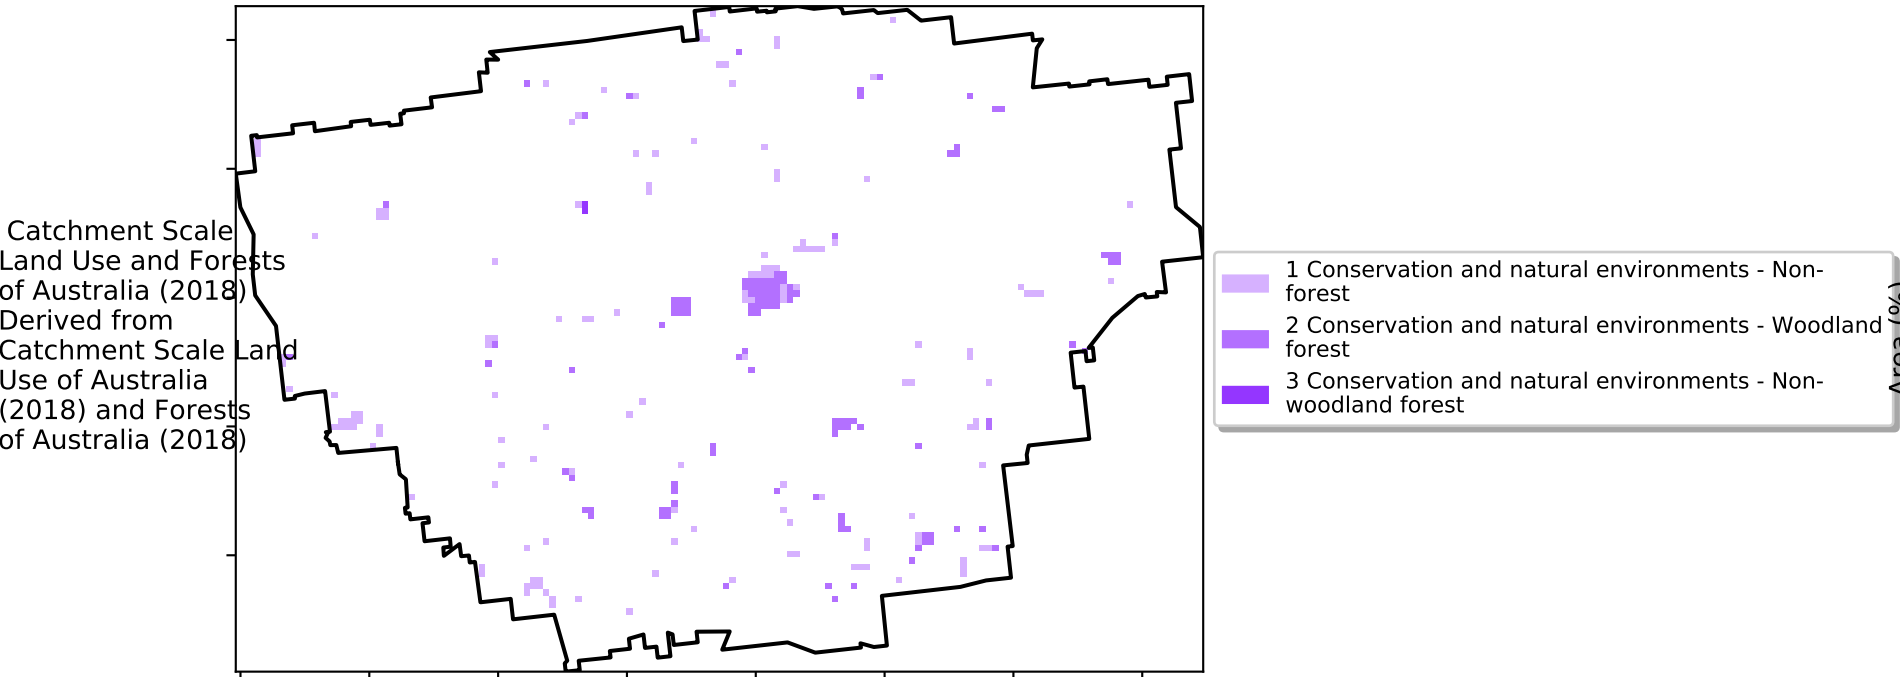 Catchment Scale
Land Use and Forests
of Australia (2018)
Derived from
Catchment Scale Land
Use of Australia
(2018) and Forests
of Australia (2018)
1 Conservation and natural environments - Non-
forest
2 Conservation and natural environments - Woodland
forest
3 Conservation and natural environments - Non-
woodland forest
Area (%)